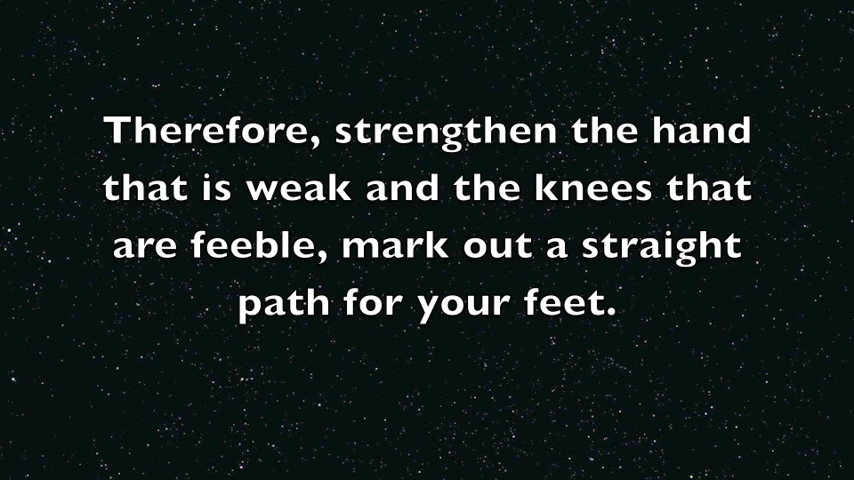 Therefore, strengthen the hand
that is weak and the knees that
are feeble, mark out a straight
path for your feet.